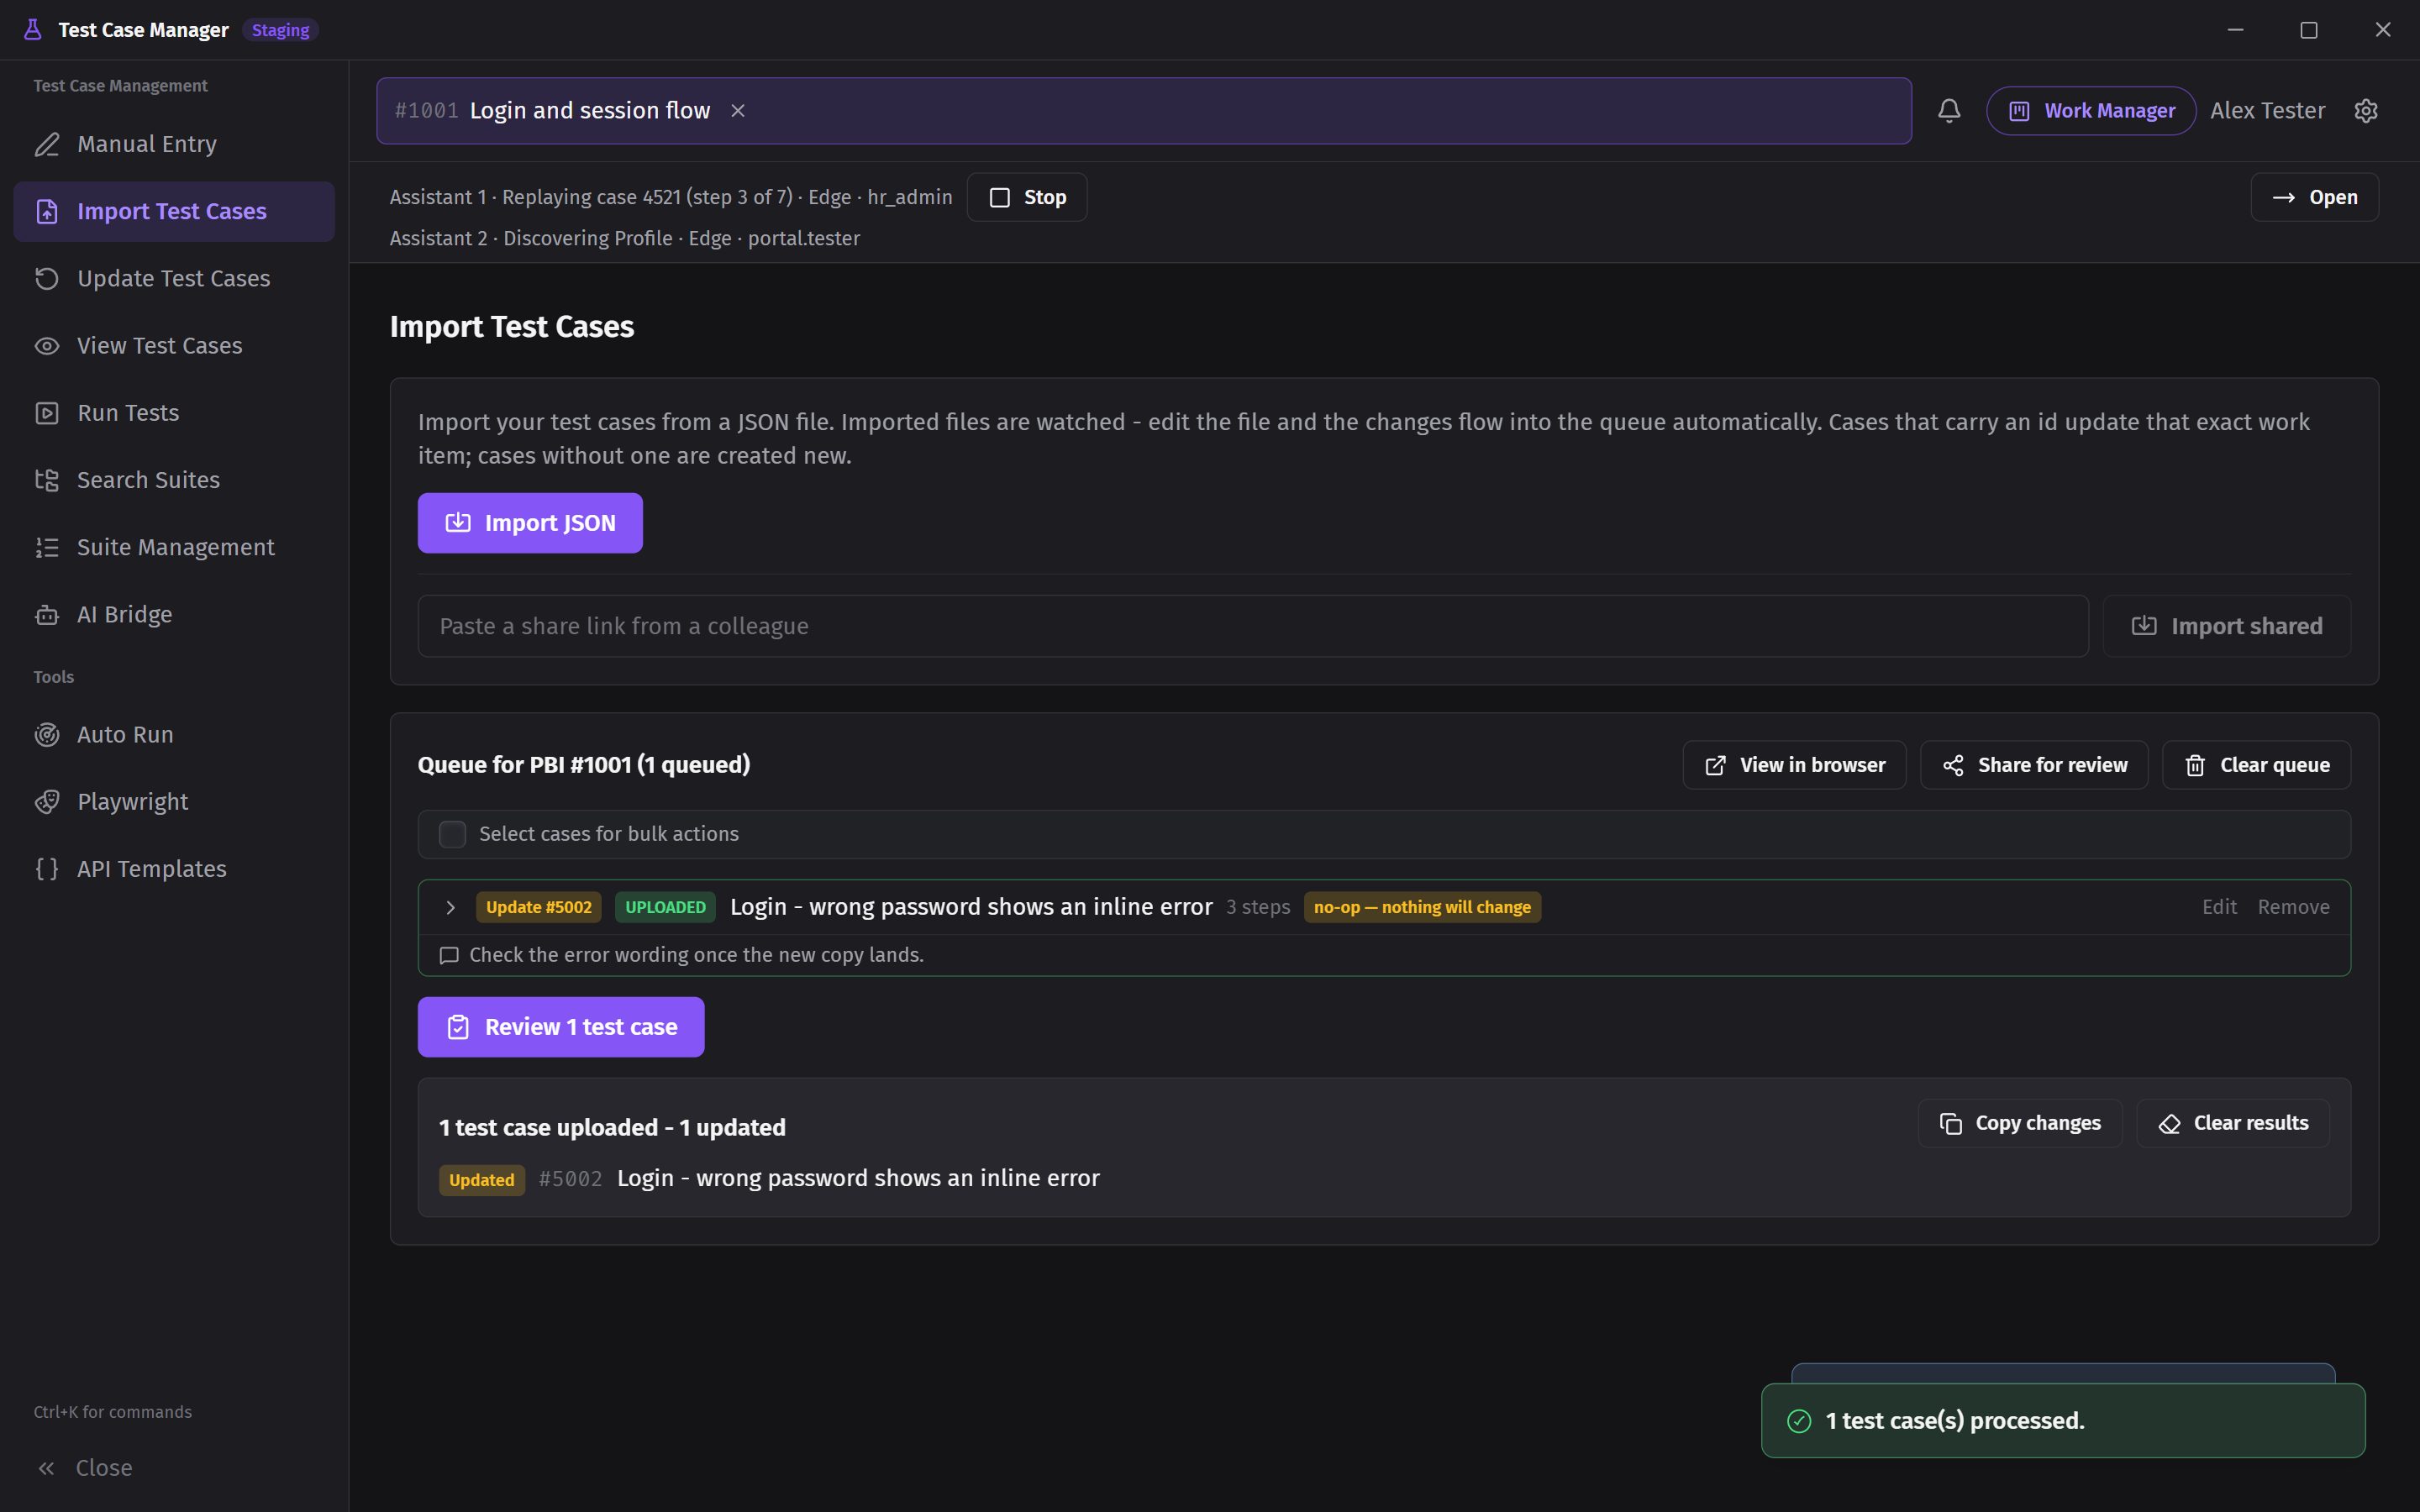 Test Case Manager Staging
Test Case Management
Manual Entry
Import Test Cases
Update Test Cases
View Test Cases
Run Tests
Search Suites
Suite Management
AI Bridge
Tools
Auto Run
Playwright
API Templates
Ctrl+K for commands
Close
#1001 Login and session flow
Work Manager
Alex Tester
Assistant 1 · Replaying case 4521 (step 3 of 7) · Edge · hr_admin
Stop
Open
Assistant 2 · Discovering Profile · Edge · portal.tester
Import Test Cases
Import your test cases from a JSON file. Imported files are watched - edit the file and the changes flow into the queue automatically. Cases that carry an id update that exact work
item; cases without one are created new.
Import JSON
Paste a share link from a colleague
Import shared
Queue for PBI #1001 (1 queued)
View in browser
Share for review
Clear queue
Select cases for bulk actions
Update #5002 UPLOADED Login - wrong password shows an inline error 3 steps no-op — nothing will change
Edit Remove
Check the error wording once the new copy lands.
Review 1 test case
1 test case uploaded - 1 updated
Copy changes
Clear results
Updated #5002 Login - wrong password shows an inline error
1 test case(s) processed.